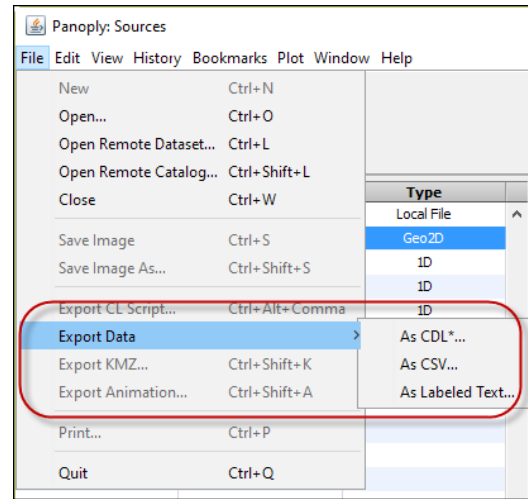 Panoply: Sources
File Edit View History Bookmarks Plot Window Help
New Ctrl+N
Open... Ctrl+O
Open Remote Dataset... Ctrl+L
Open Remote Catalog... Ctrl+Shift+L
Close Ctrl+W
Type
Local File
Geo2D
Save Image Ctrl+S
1D
Save Image As... Ctrl+Shift+S
1D
Export CL Script... Ctrl+Alt+Comma
1D
Export Data
As CDL*...
Export KMZ... Ctrl+Shift+K
As CSV...
Export Animation... Ctrl+Shift+A
As Labeled Text...
Print... Ctrl+P
Quit Ctrl+Q